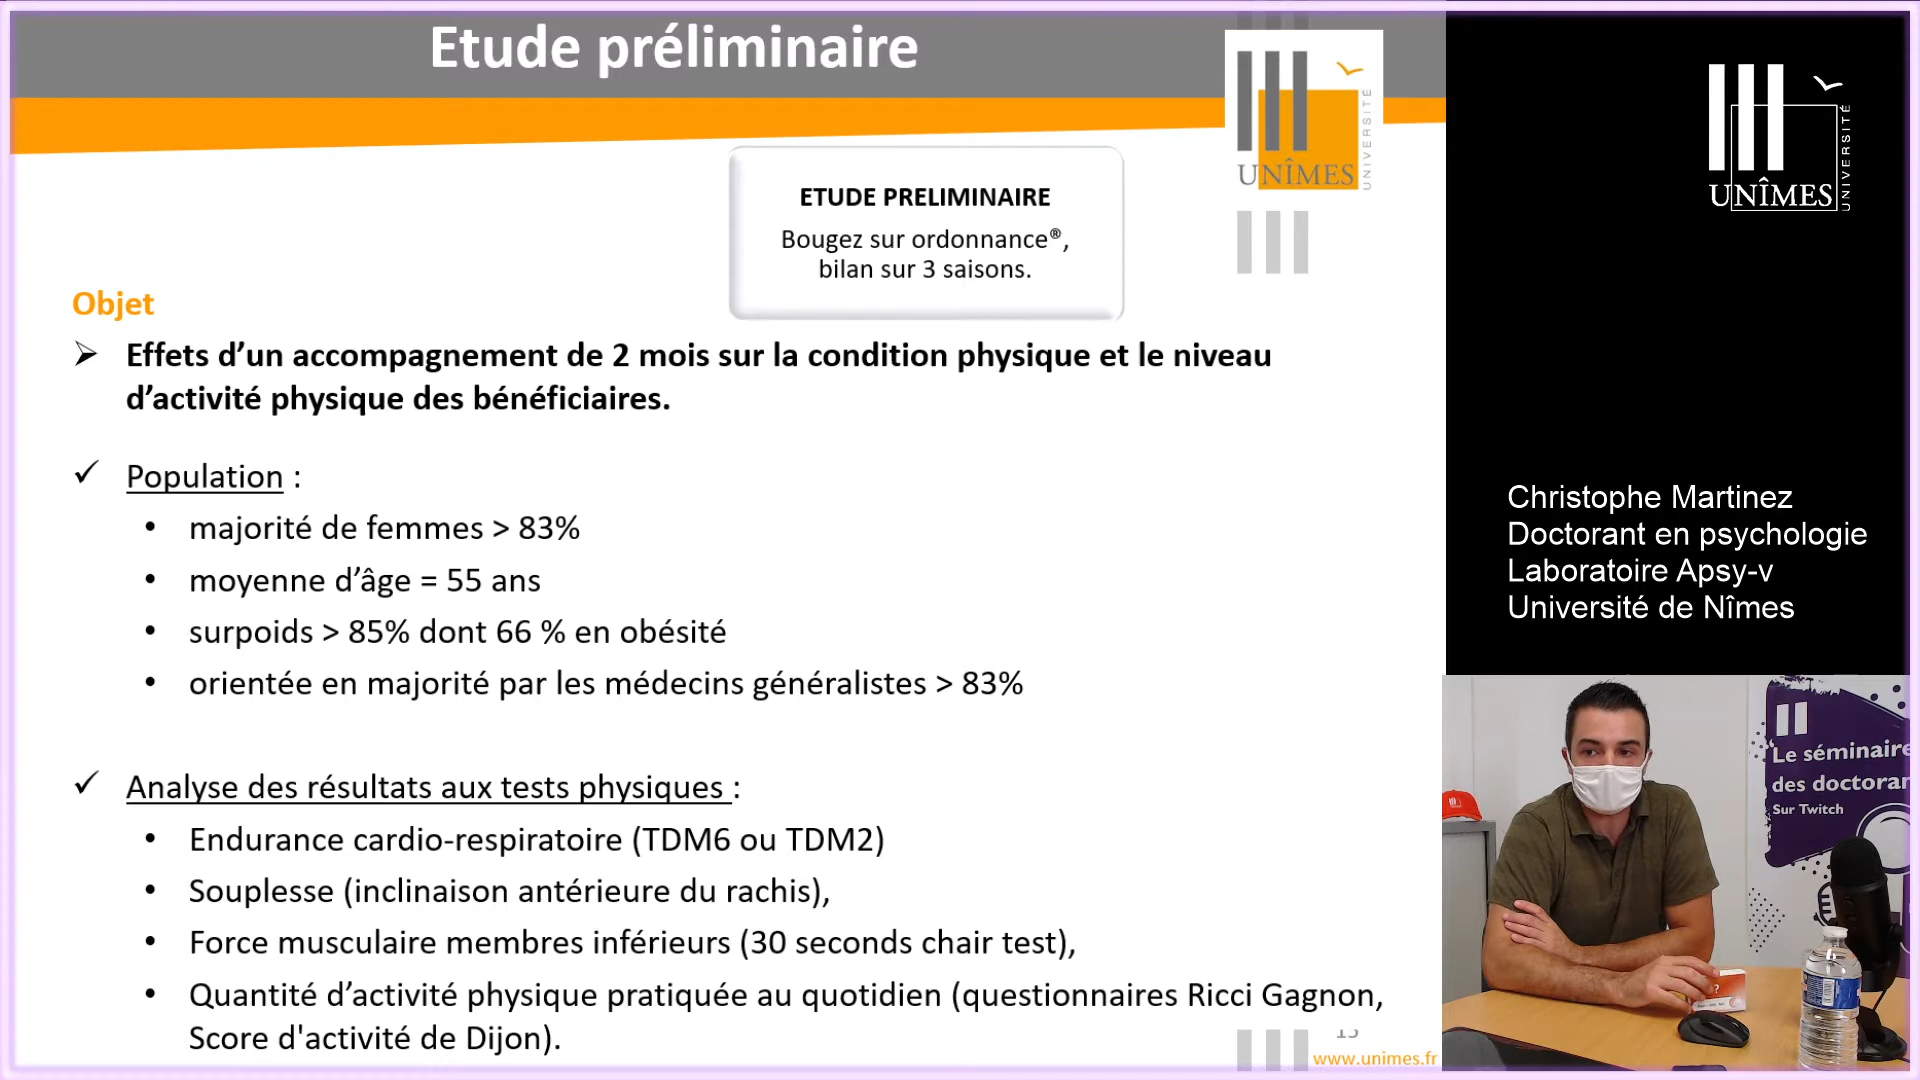 Etude préliminaire
UNÎMES
UNIVERSITÉ
ETUDE PRELIMINAIRE
Bougez sur ordonnance®,
bilan sur 3 saisons.
Objet
➢ Effets d’un accompagnement de 2 mois sur la condition physique et le niveau
d’activité physique des bénéficiaires.
✓ Population :
• majorité de femmes > 83%
• moyenne d’âge = 55 ans
• surpoids > 85% dont 66 % en obésité
• orientée en majorité par les médecins généralistes > 83%
✓ Analyse des résultats aux tests physiques :
• Endurance cardio-respiratoire (TDM6 ou TDM2)
• Souplesse (inclinaison antérieure du rachis),
• Force musculaire membres inférieurs (30 seconds chair test),
• Quantité d’activité physique pratiquée au quotidien (questionnaires Ricci Gagnon,
Score d'activité de Dijon).
www.unimes.fr
UNÎMES
UNIVERSITÉ
Christophe Martinez
Doctorant en psychologie
Laboratoire Apsy-v
Université de Nîmes
Le séminaire
des doctorar
Sur Twitch